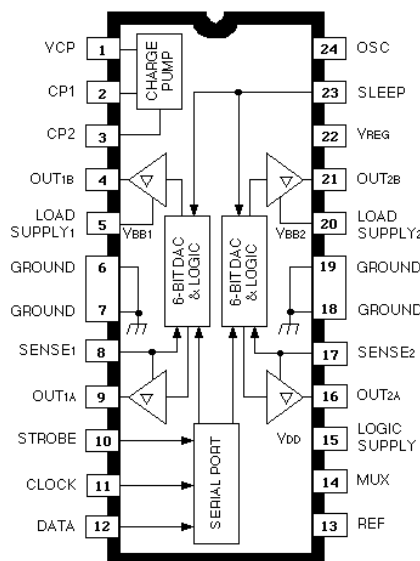 VCP 1
CP1 2
CP2 3
OUT1B 4
LOAD
SUPPLY1 5
GROUND 6
GROUND 7
SENSE1 8
OUT1A 9
STROBE 10
CLOCK 11
DATA 12
CHARGE
PUMP
VBB1
6-BIT DAC
& LOGIC
6-BIT DAC
& LOGIC
VBB2
SERIAL PORT
VDD
24 OSC
23 SLEEP
22 VREG
21 OUT2B
20 LOAD
SUPPLY2
19 GROUND
18 GROUND
17 SENSE2
16 OUT2A
15 LOGIC
SUPPLY
14 MUX
13 REF